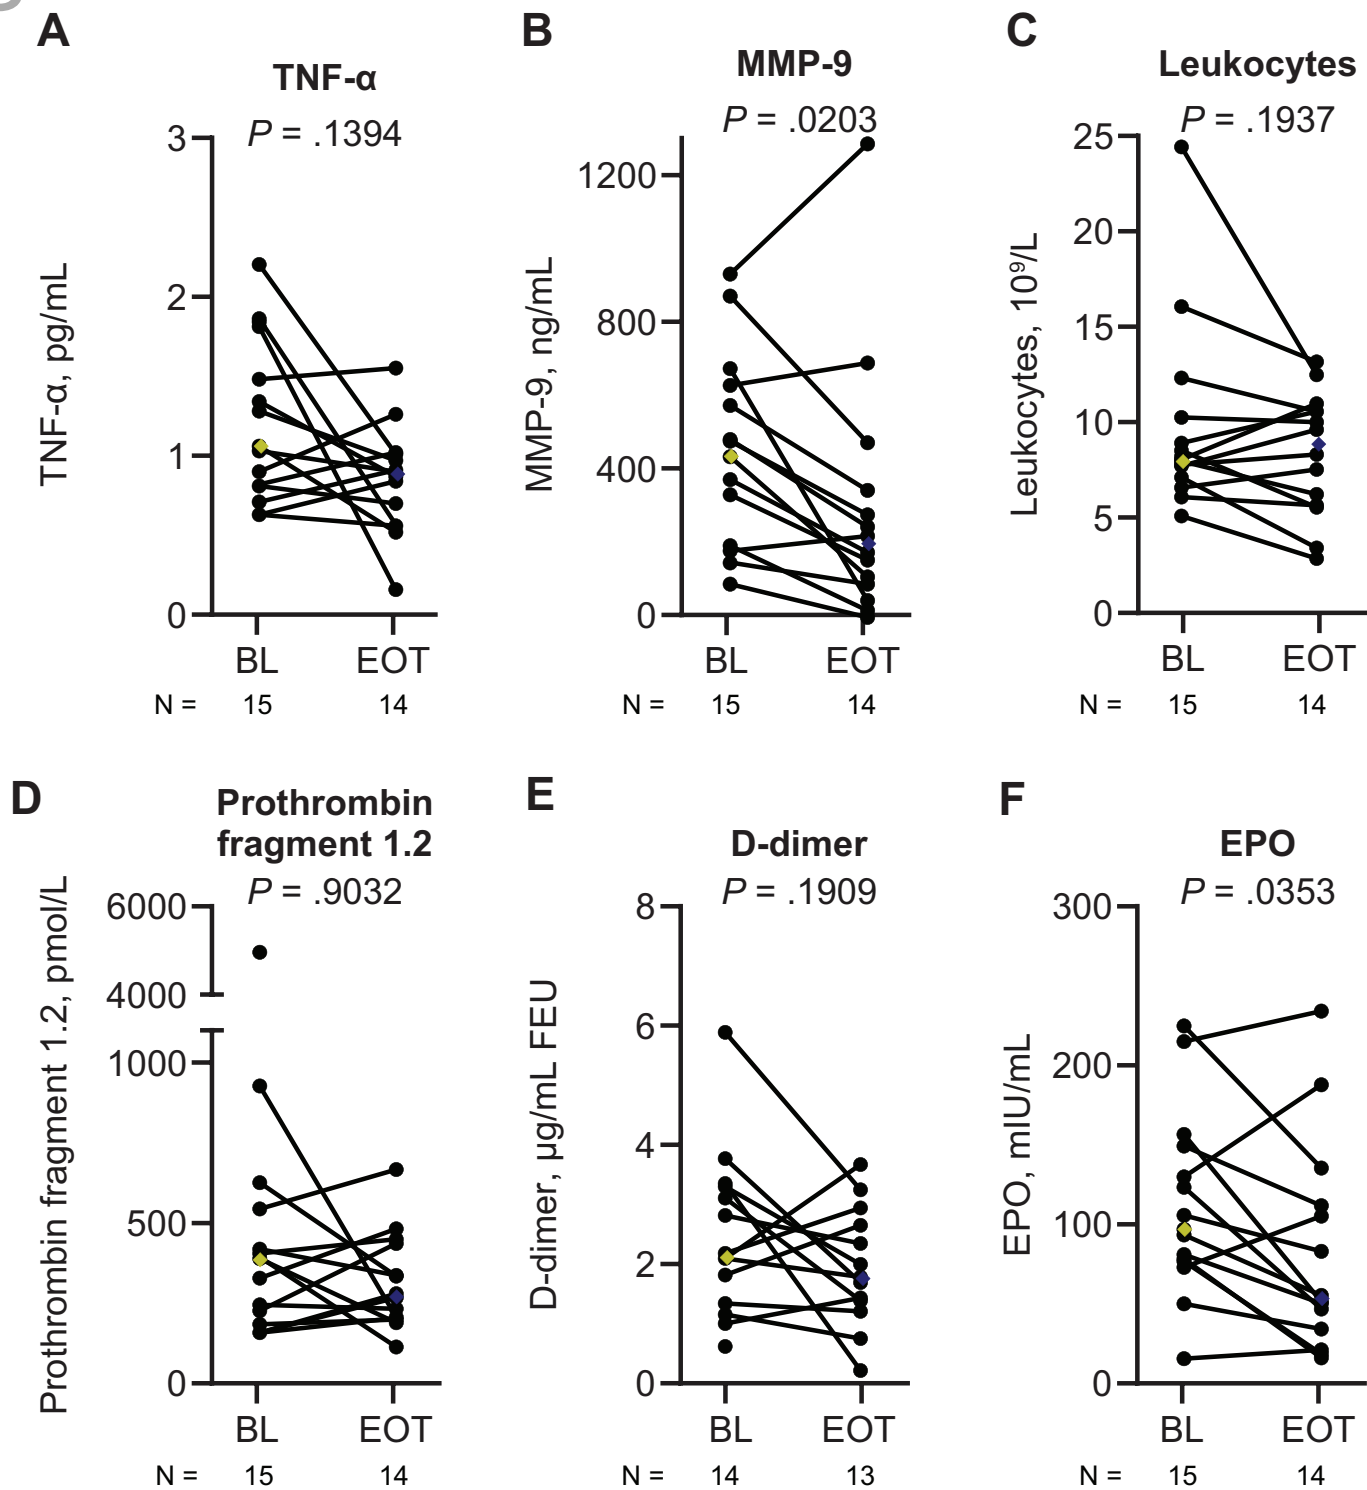 A
TNF-α
P = .1394
TNF-α, pg/mL
3
2
1
0
BL EOT
N = 15 14
B
MMP-9
P = .0203
MMP-9, ng/mL
1200
800
400
0
BL EOT
N = 15 14
C
Leukocytes
P = .1937
Leukocytes, 10⁹/L
25
20
15
10
5
0
BL EOT
N = 15 14
D
Prothrombin
fragment 1.2
P = .9032
Prothrombin fragment 1.2, pmol/L
6000
4000
1000
500
0
BL EOT
N = 15 14
E
D-dimer
P = .1909
D-dimer, µg/mL FEU
8
6
4
2
0
BL EOT
N = 14 13
F
EPO
P = .0353
EPO, mIU/mL
300
200
100
0
BL EOT
N = 15 14